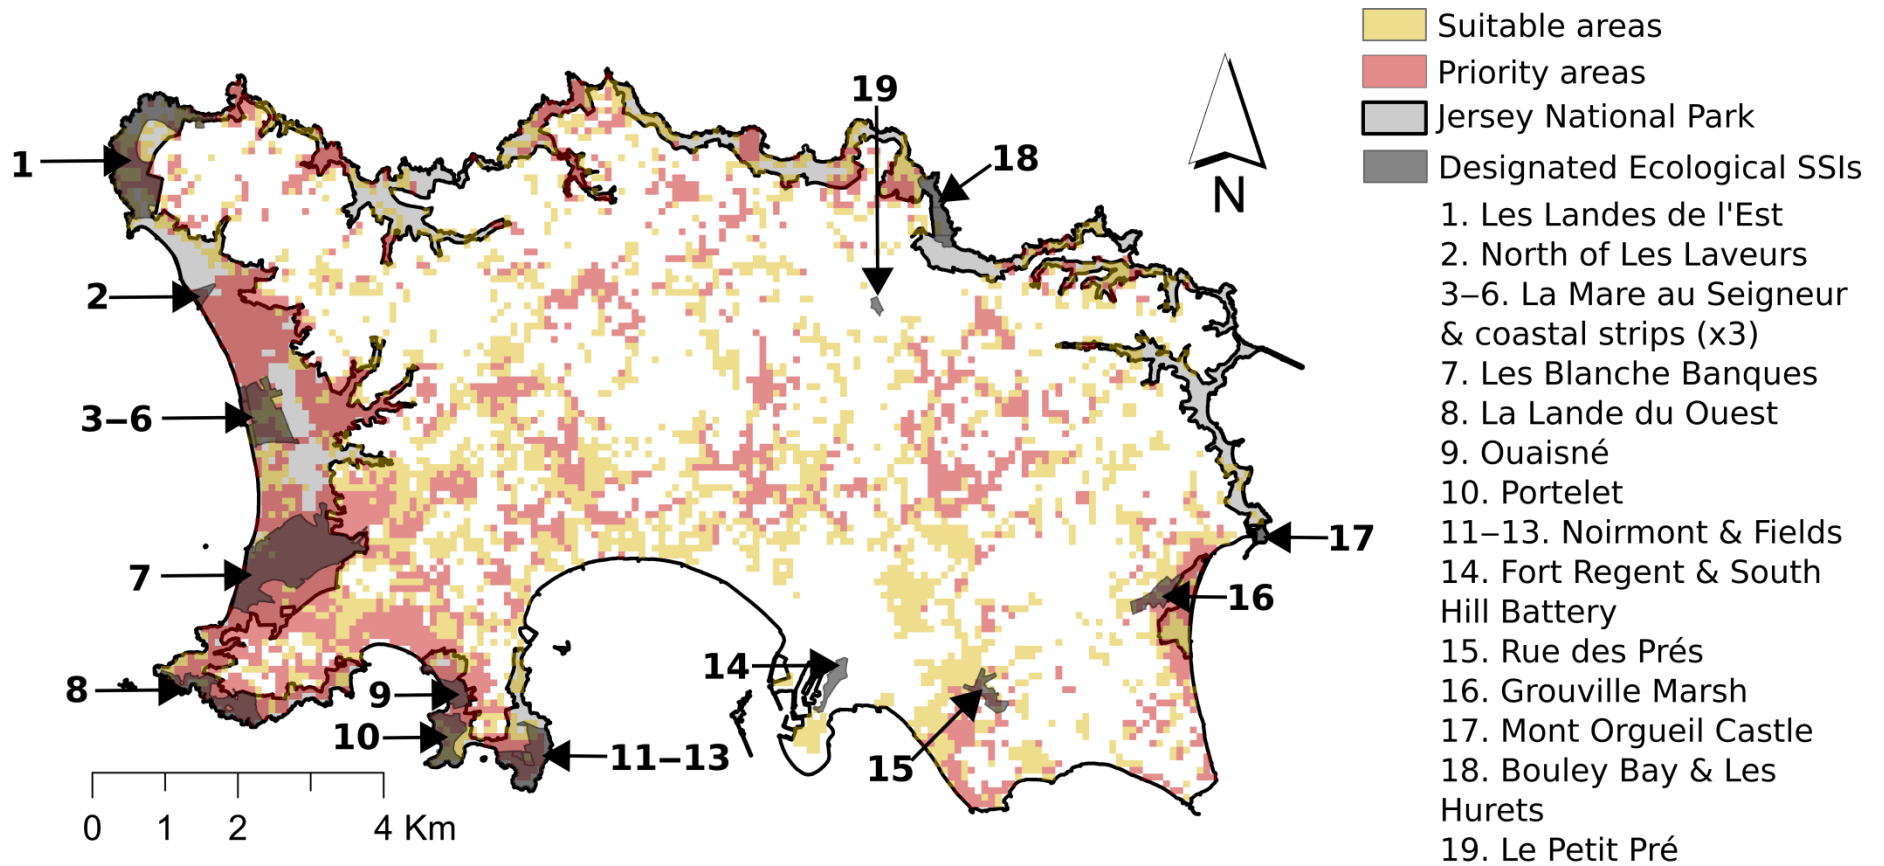 Suitable areas
Priority areas
Jersey National Park
Designated Ecological SSIs
1. Les Landes de l'Est
2. North of Les Laveurs
3–6. La Mare au Seigneur
& coastal strips (x3)
7. Les Blanche Banques
8. La Lande du Ouest
9. Ouaisné
10. Portelet
11–13. Noirmont & Fields
14. Fort Regent & South
Hill Battery
15. Rue des Prés
16. Grouville Marsh
17. Mont Orgueil Castle
18. Bouley Bay & Les
Hurets
19. Le Petit Pré
19
18
1
N
2
3–6
17
7
16
14
8
9
10
11–13
15
0 1 2 4 Km